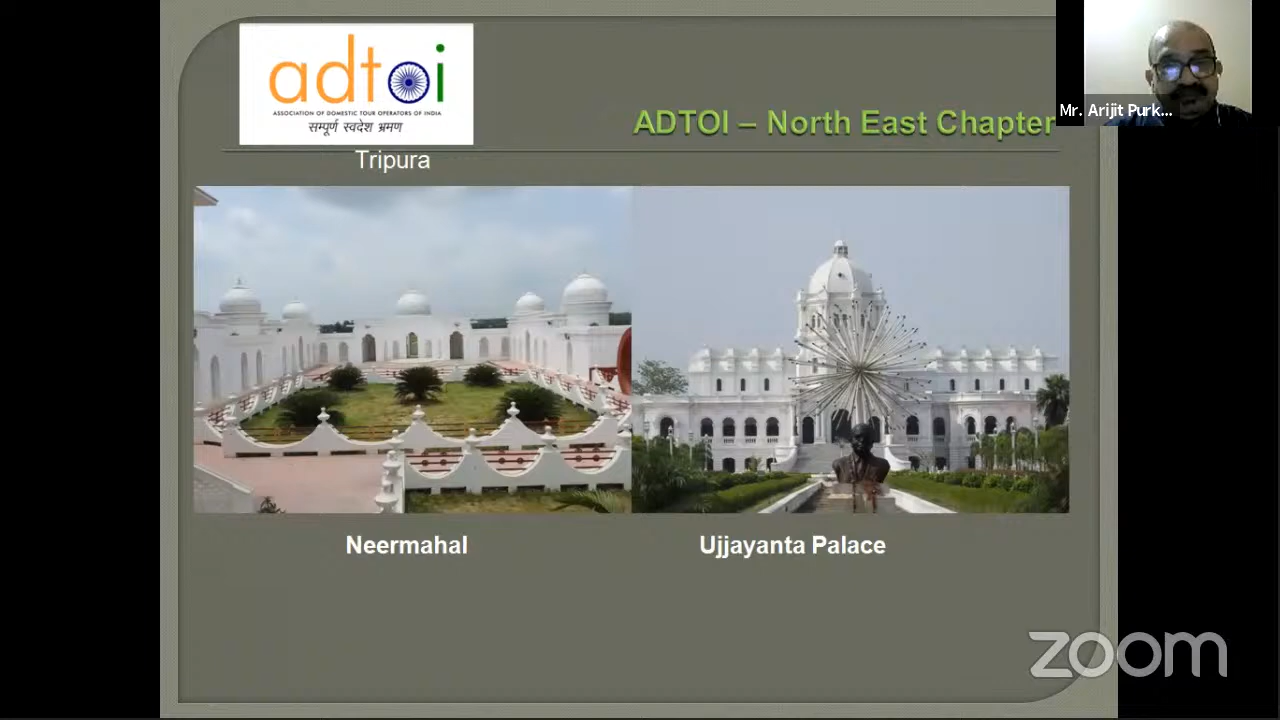 adtoi
ASSOCIATION OF DOMESTIC TOUR OPERATORS OF INDIA
सम्पूर्ण स्वदेश भ्रमण
ADTOI – North East Chapter
Mr. Arijit Purk...
Tripura
Neermahal
Ujjayanta Palace
zoom